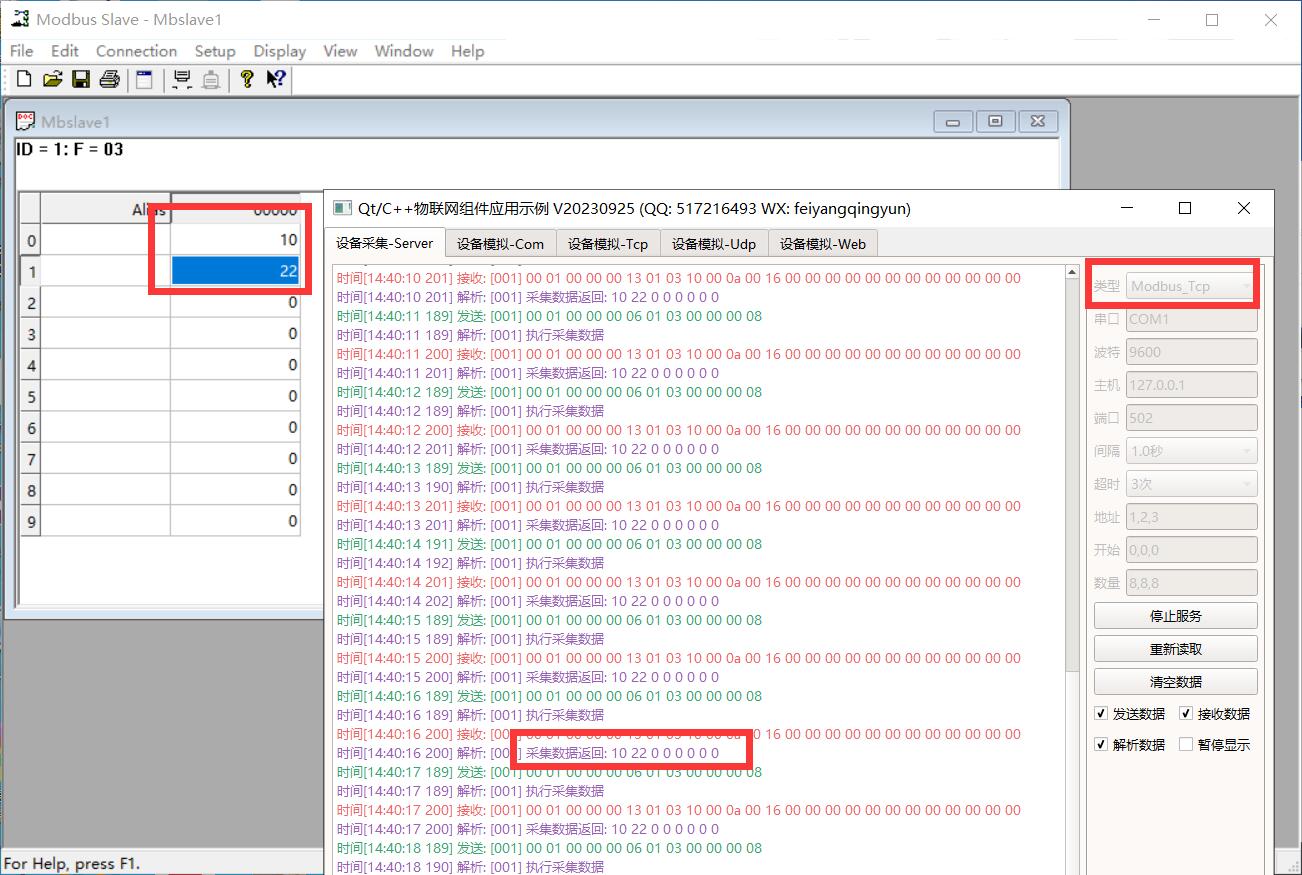 Modbus Slave - Mbslave1
File Edit Connection Setup Display View Window Help
Mbslave1
ID = 1: F = 03
Alias 00000
0 10
1 22
2 0
3 0
4 0
5 0
6 0
7 0
8 0
9 0
For Help, press F1.
Qt/C++物联网组件应用示例 V20230925 (QQ: 517216493 WX: feiyangqingyun)
设备采集-Server 设备模拟-Com 设备模拟-Tcp 设备模拟-Udp 设备模拟-Web
时间[14:40:10 201] 接收: [001] 00 01 00 00 00 13 01 03 10 00 0a 00 16 00 00 00 00 00 00 00 00 00 00 00 00
时间[14:40:10 201] 解析: [001] 采集数据返回: 10 22 0 0 0 0 0 0
时间[14:40:11 189] 发送: [001] 00 01 00 00 00 06 01 03 00 00 00 08
时间[14:40:11 189] 解析: [001] 执行采集数据
时间[14:40:11 200] 接收: [001] 00 01 00 00 00 13 01 03 10 00 0a 00 16 00 00 00 00 00 00 00 00 00 00 00 00
时间[14:40:11 201] 解析: [001] 采集数据返回: 10 22 0 0 0 0 0 0
时间[14:40:12 189] 发送: [001] 00 01 00 00 00 06 01 03 00 00 00 08
时间[14:40:12 189] 解析: [001] 执行采集数据
时间[14:40:12 200] 接收: [001] 00 01 00 00 00 13 01 03 10 00 0a 00 16 00 00 00 00 00 00 00 00 00 00 00 00
时间[14:40:12 201] 解析: [001] 采集数据返回: 10 22 0 0 0 0 0 0
时间[14:40:13 189] 发送: [001] 00 01 00 00 00 06 01 03 00 00 00 08
时间[14:40:13 190] 解析: [001] 执行采集数据
时间[14:40:13 201] 接收: [001] 00 01 00 00 00 13 01 03 10 00 0a 00 16 00 00 00 00 00 00 00 00 00 00 00 00
时间[14:40:13 201] 解析: [001] 采集数据返回: 10 22 0 0 0 0 0 0
时间[14:40:14 191] 发送: [001] 00 01 00 00 00 06 01 03 00 00 00 08
时间[14:40:14 192] 解析: [001] 执行采集数据
时间[14:40:14 201] 接收: [001] 00 01 00 00 00 13 01 03 10 00 0a 00 16 00 00 00 00 00 00 00 00 00 00 00 00
时间[14:40:14 202] 解析: [001] 采集数据返回: 10 22 0 0 0 0 0 0
时间[14:40:15 189] 发送: [001] 00 01 00 00 00 06 01 03 00 00 00 08
时间[14:40:15 189] 解析: [001] 执行采集数据
时间[14:40:15 200] 接收: [001] 00 01 00 00 00 13 01 03 10 00 0a 00 16 00 00 00 00 00 00 00 00 00 00 00 00
时间[14:40:15 200] 解析: [001] 采集数据返回: 10 22 0 0 0 0 0 0
时间[14:40:16 189] 发送: [001] 00 01 00 00 00 06 01 03 00 00 00 08
时间[14:40:16 189] 解析: [001] 执行采集数据
时间[14:40:16 200] 接收: [001] 00 01 00 00 00 13 01 03 10 00 0a 00 16 00 00 00 00 00 00 00 00 00 00 00 00
时间[14:40:16 200] 解析: [001] 采集数据返回: 10 22 0 0 0 0 0 0
时间[14:40:17 189] 发送: [001] 00 01 00 00 00 06 01 03 00 00 00 08
时间[14:40:17 189] 解析: [001] 执行采集数据
时间[14:40:17 200] 接收: [001] 00 01 00 00 00 13 01 03 10 00 0a 00 16 00 00 00 00 00 00 00 00 00 00 00 00
时间[14:40:17 200] 解析: [001] 采集数据返回: 10 22 0 0 0 0 0 0
时间[14:40:18 189] 发送: [001] 00 01 00 00 00 06 01 03 00 00 00 08
时间[14:40:18 190] 解析: [001] 执行采集数据
类型 Modbus_Tcp
串口 COM1
波特 9600
主机 127.0.0.1
端口 502
间隔 1.0秒
超时 3次
地址 1,2,3
开始 0,0,0
数量 8,8,8
停止服务
重新读取
清空数据
发送数据 接收数据
解析数据 暂停显示